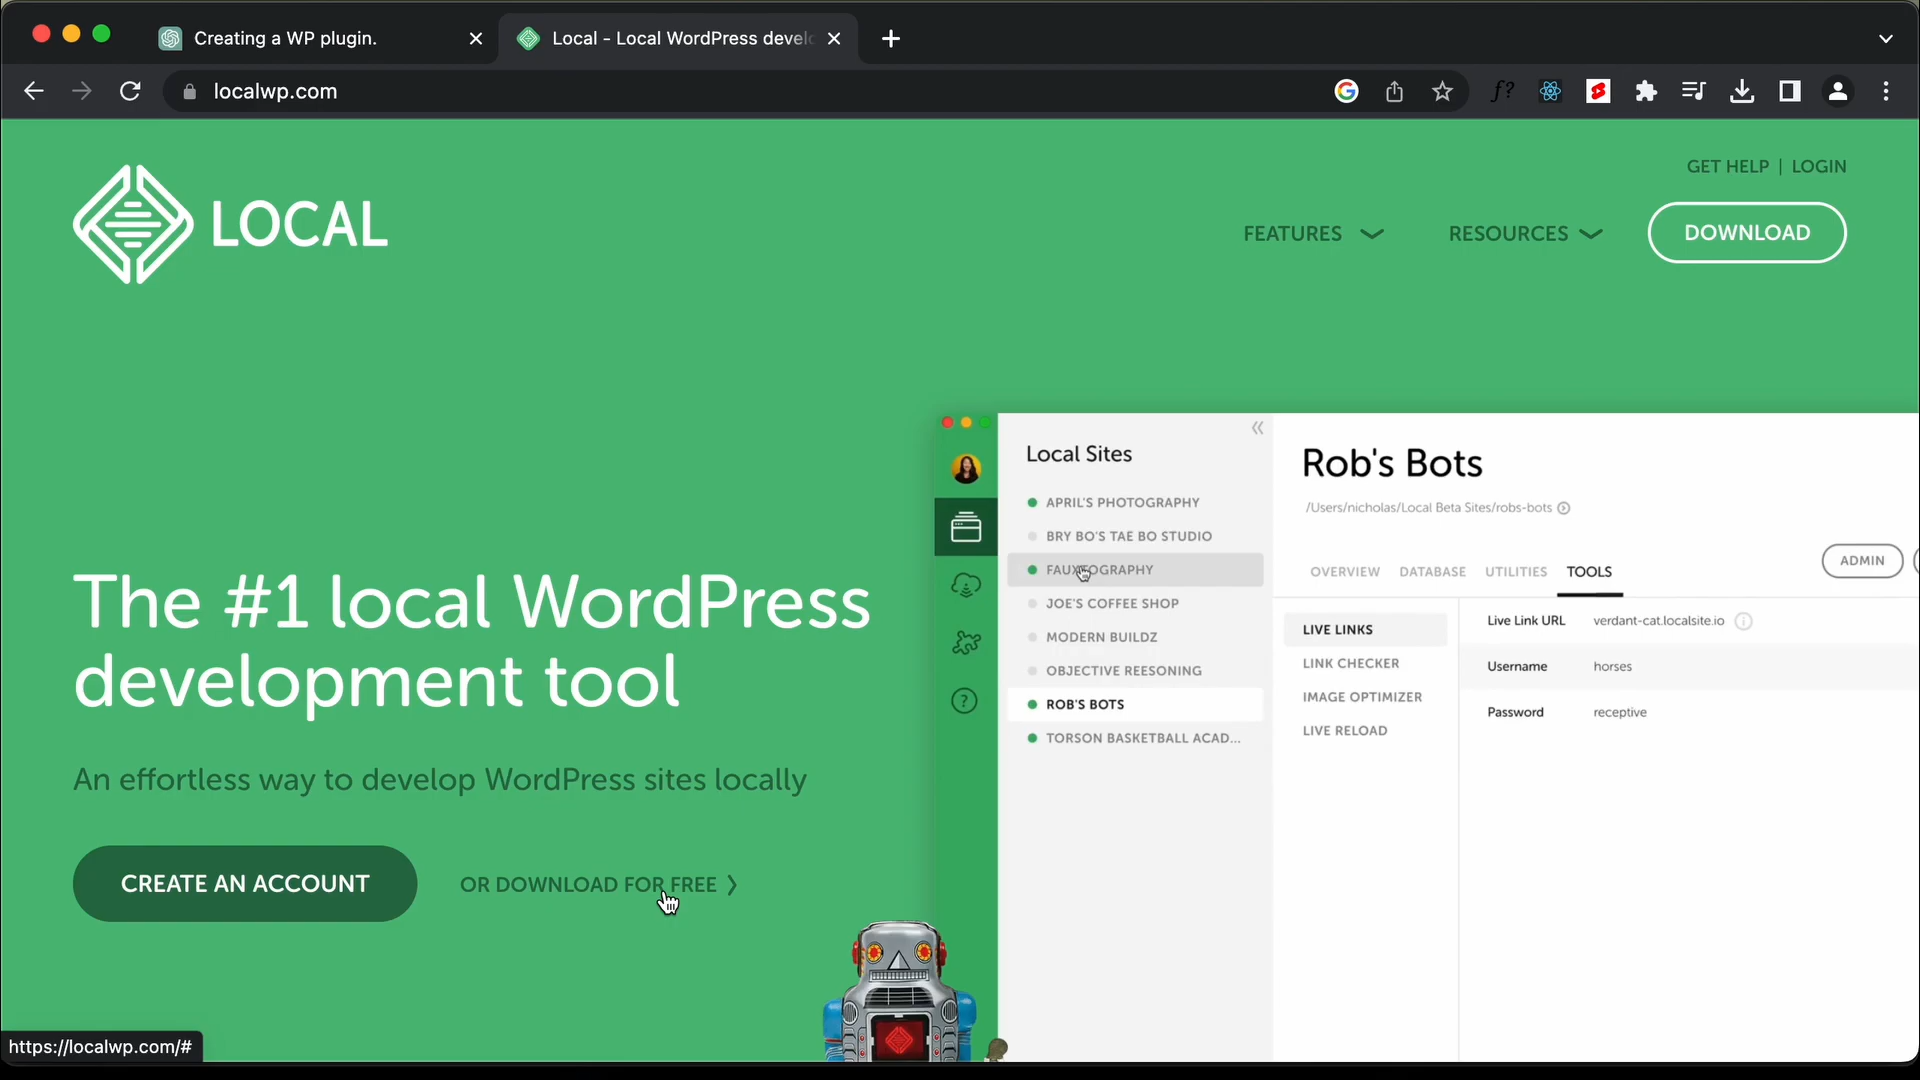 Creating a WP plugin.
Local - Local WordPress devel
localwp.com
f?
GET HELP | LOGIN
LOCAL
FEATURES
RESOURCES
DOWNLOAD
The #1 local WordPress
development tool
An effortless way to develop WordPress sites locally
CREATE AN ACCOUNT
OR DOWNLOAD FOR FREE
Local Sites
APRIL'S PHOTOGRAPHY
BRY BO'S TAE BO STUDIO
FAUXTOGRAPHY
JOE'S COFFEE SHOP
MODERN BUILDZ
OBJECTIVE REESONING
ROB'S BOTS
TORSON BASKETBALL ACAD...
Rob's Bots
/Users/nicholas/Local Beta Sites/robs-bots
ADMIN
OVERVIEW DATABASE UTILITIES TOOLS
LIVE LINKS
LINK CHECKER
IMAGE OPTIMIZER
LIVE RELOAD
Live Link URL verdant-cat.localsite.io
Username horses
Password receptive
https://localwp.com/#